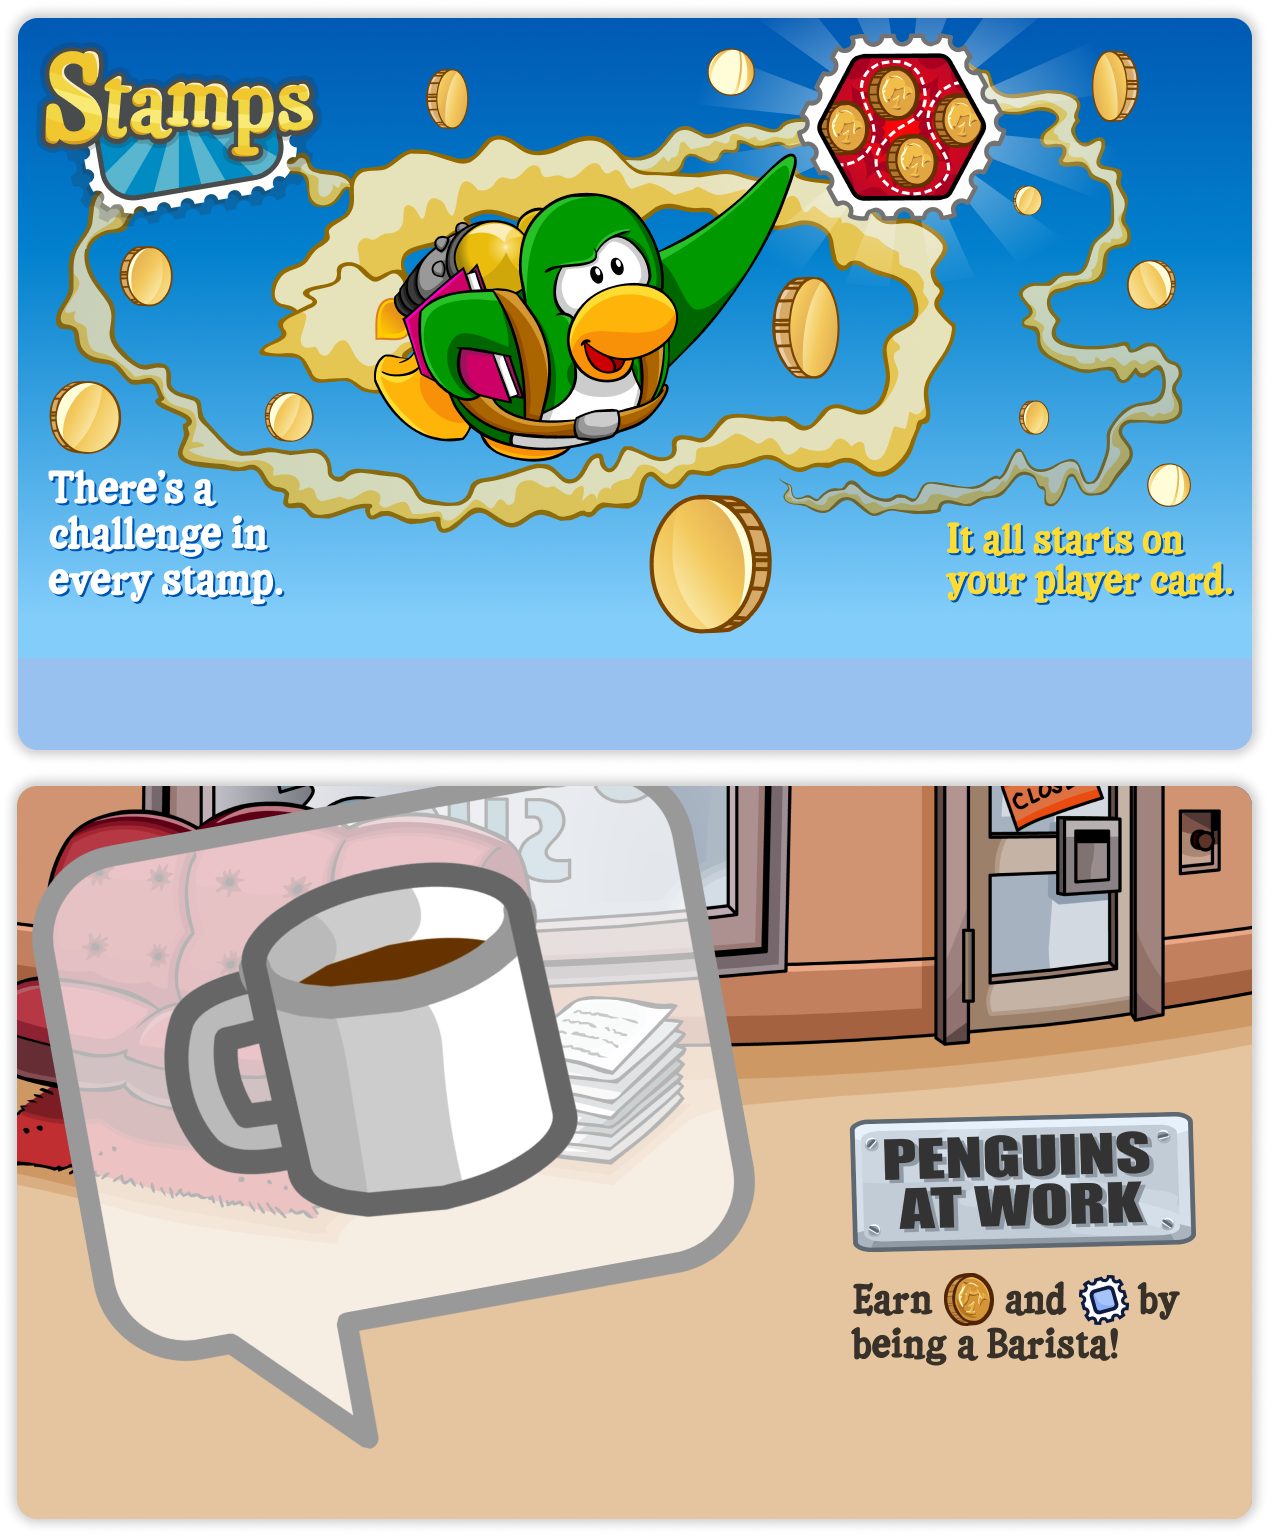 Stamps
There's a
challenge in
every stamp.
It all starts on
your player card.
PENGUINS
AT WORK
Earn and by
being a Barista!